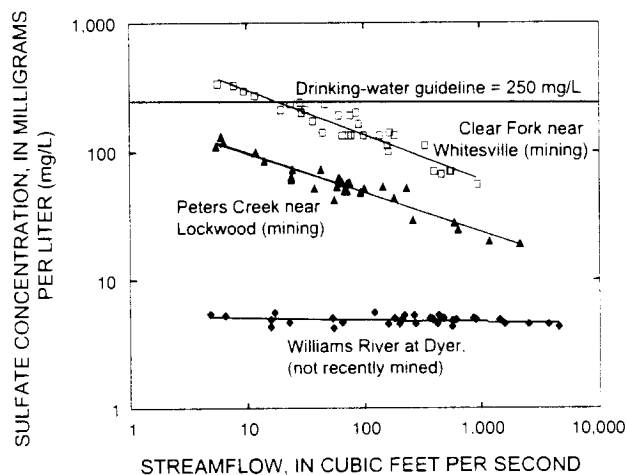 SULFATE CONCENTRATION, IN MILLIGRAMS
PER LITER (mg/L)
1,000
100
10
1
Drinking-water guideline = 250 mg/L
Clear Fork near
Whitesville (mining)
Peters Creek near
Lockwood (mining)
Williams River at Dyer.
(not recently mined)
1
10
100
1.000
10,000
STREAMFLOW, IN CUBIC FEET PER SECOND